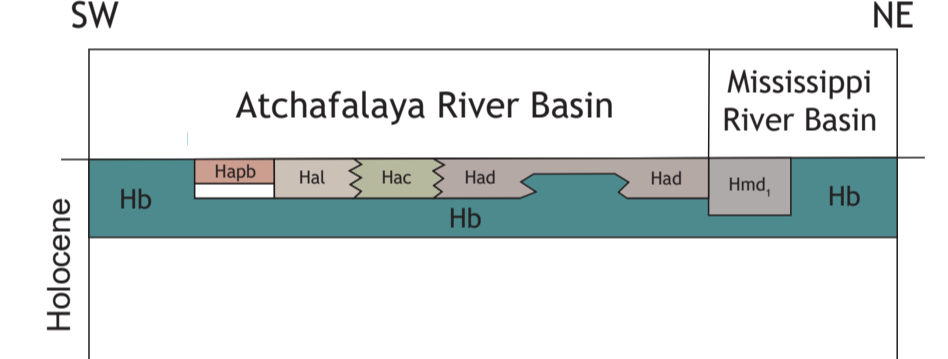 SW
NE
Atchafalaya River Basin
Mississippi
River Basin
Hb
Hapb
Hal
Hac
Had
Had
Hmd₁
Hb
Hb
Holocene